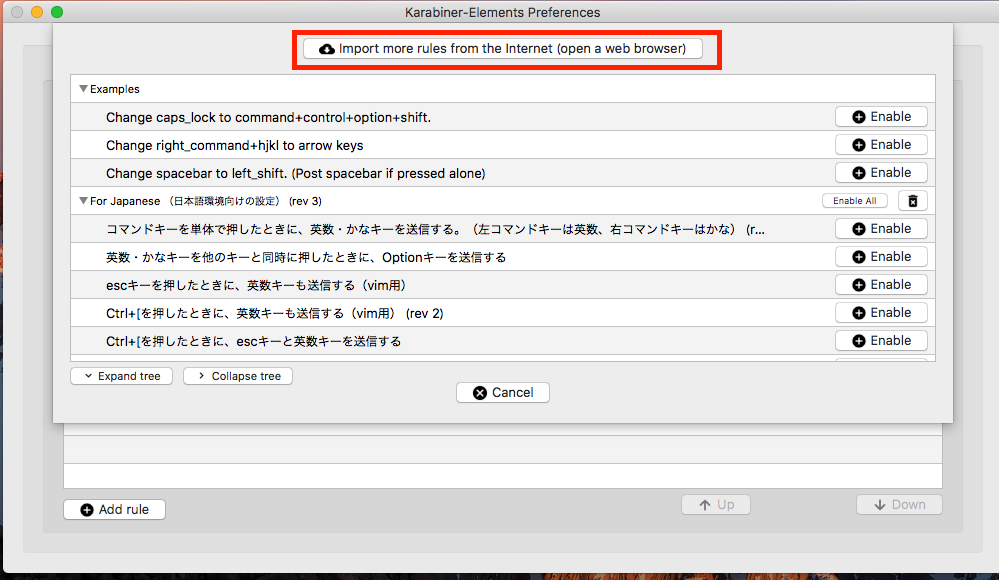 Karabiner-Elements Preferences
Import more rules from the Internet (open a web browser)
Examples
Change caps_lock to command+control+option+shift.
Enable
Change right_command+hjkl to arrow keys
Enable
Change spacebar to left_shift. (Post spacebar if pressed alone)
Enable
For Japanese （日本語環境向けの設定） (rev 3)
Enable All
コマンドキーを単体で押したときに、英数・かなキーを送信する。（左コマンドキーは英数、右コマンドキーはかな） (r...
Enable
英数・かなキーを他のキーと同時に押したときに、Optionキーを送信する
Enable
escキーを押したときに、英数キーも送信する（vim用）
Enable
Ctrl+[を押したときに、英数キーも送信する（vim用） (rev 2)
Enable
Ctrl+[を押したときに、escキーと英数キーを送信する
Enable
Expand tree
Collapse tree
Cancel
Add rule
Up
Down